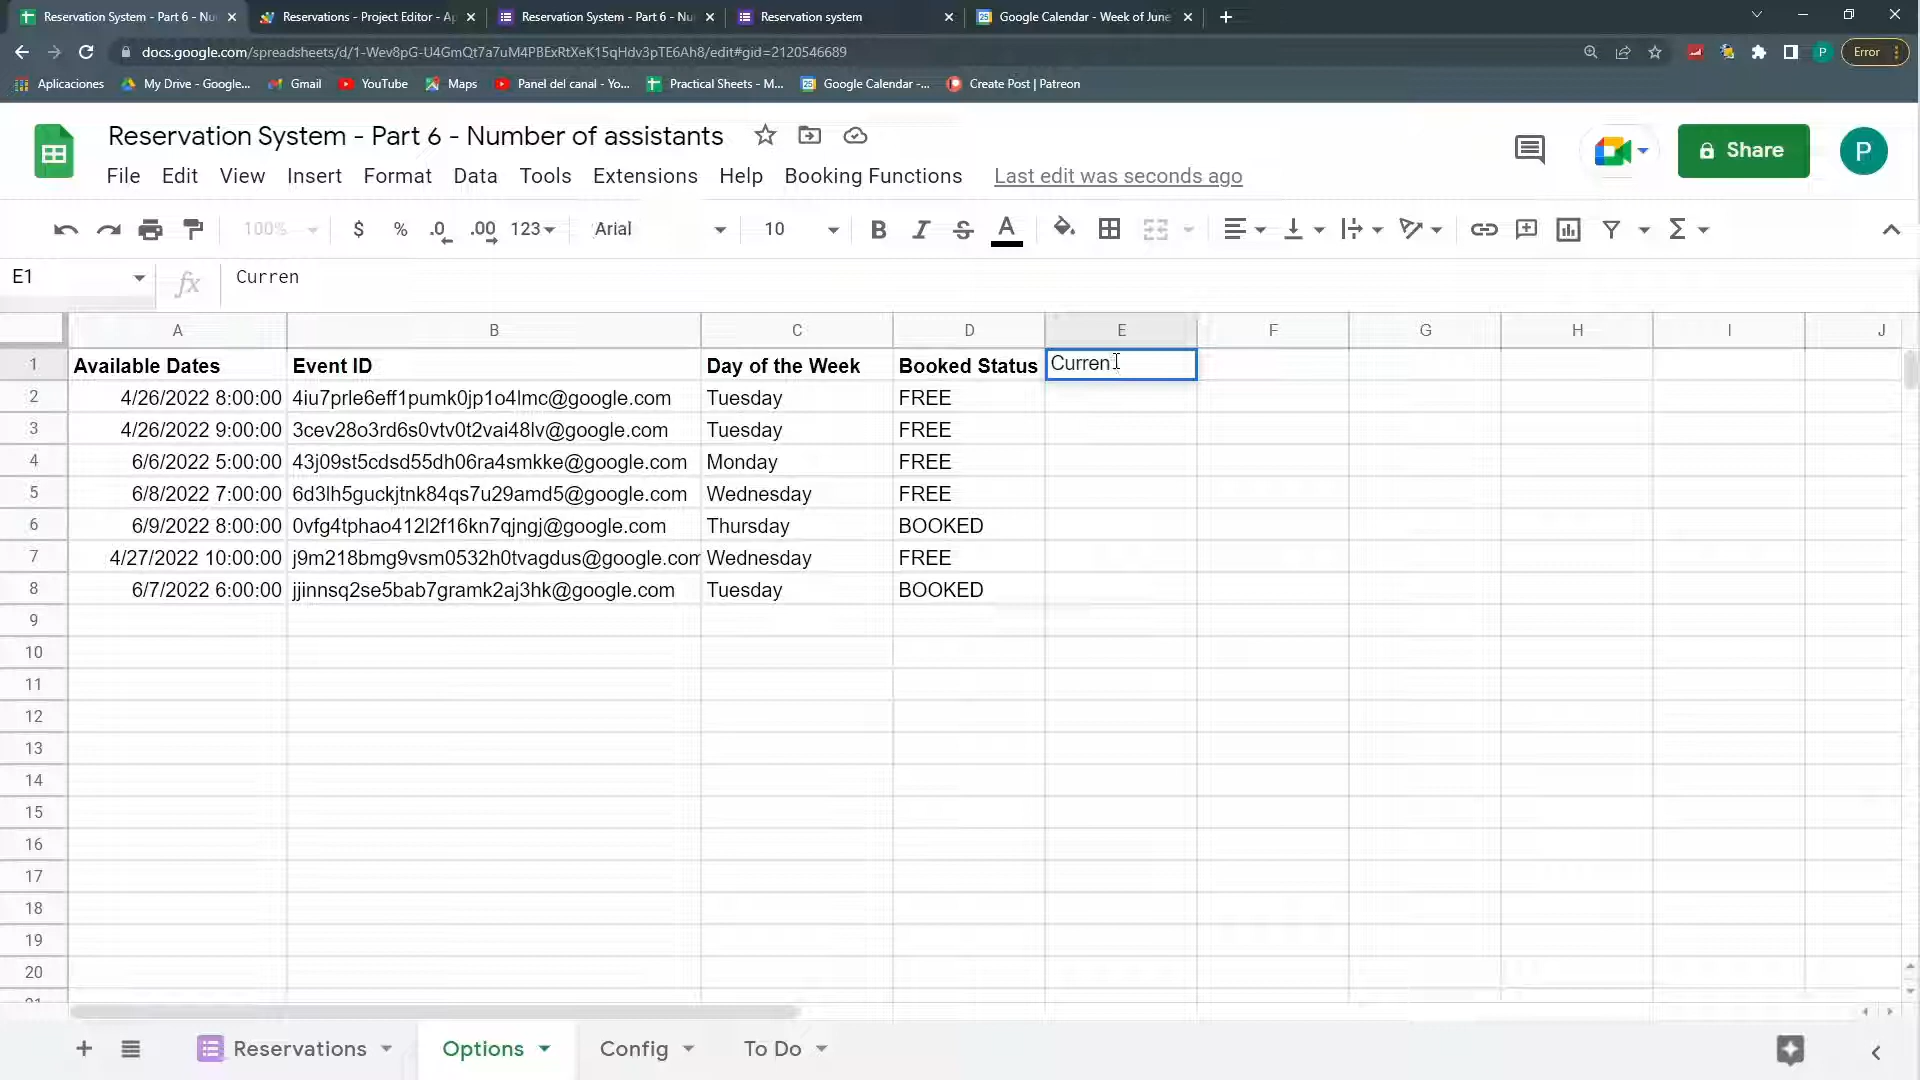 Reservation System - Part 6 - Nu
Reservations - Project Editor - Ap
Reservation System - Part 6 - Nu
Reservation system
Google Calendar - Week of June
docs.google.com/spreadsheets/d/1-Wev8pG-U4GmQt7a7uM4PBExRtXeK15qHdv3pTE6Ah8/edit#gid=2120546689
Error
Aplicaciones
My Drive - Google...
Gmail
YouTube
Maps
Panel del canal - Yo...
Practical Sheets - M...
Google Calendar -...
Create Post | Patreon
Reservation System - Part 6 - Number of assistants
Share
P
File Edit View Insert Format Data Tools Extensions Help Booking Functions Last edit was seconds ago
100% $ % .0 .00 123 Arial 10 B I S A
E1 fx Curren
A B C D E F G H I J
1 Available Dates Event ID Day of the Week Booked Status Curren
2 4/26/2022 8:00:00 4iu7prle6eff1pumk0jp1o4lmc@google.com Tuesday FREE
3 4/26/2022 9:00:00 3cev28o3rd6s0vtv0t2vai48lv@google.com Tuesday FREE
4 6/6/2022 5:00:00 43j09st5cdsd55dh06ra4smkke@google.com Monday FREE
5 6/8/2022 7:00:00 6d3lh5guckjtnk84qs7u29amd5@google.com Wednesday FREE
6 6/9/2022 8:00:00 0vfg4tphao412l2f16kn7qjngj@google.com Thursday BOOKED
7 4/27/2022 10:00:00 j9m218bmg9vsm0532h0tvagdus@google.com Wednesday FREE
8 6/7/2022 6:00:00 jjinnsq2se5bab7gramk2aj3hk@google.com Tuesday BOOKED
9
10
11
12
13
14
15
16
17
18
19
20
21
Reservations Options Config To Do